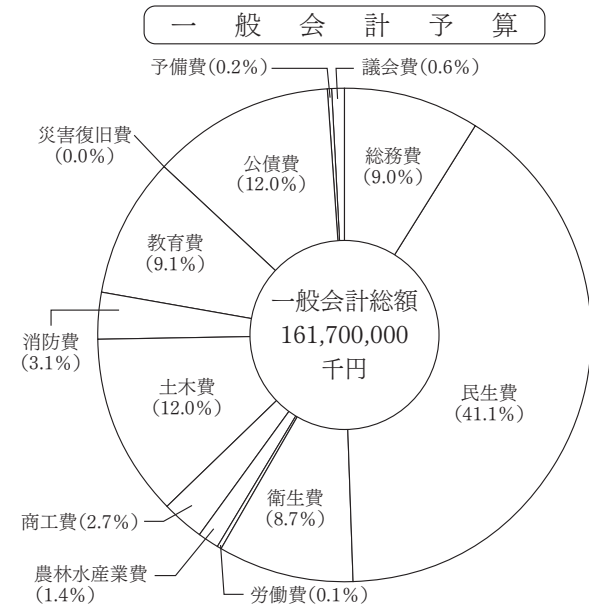 一般会計予算
予備費(0.2%)
議会費(0.6%)
総務費
(9.0%)
民生費
(41.1%)
衛生費
(8.7%)
労働費(0.1%)
農林水産業費
(1.4%)
商工費(2.7%)
土木費
(12.0%)
消防費
(3.1%)
教育費
(9.1%)
災害復旧費
(0.0%)
公債費
(12.0%)
一般会計総額
161,700,000
千円